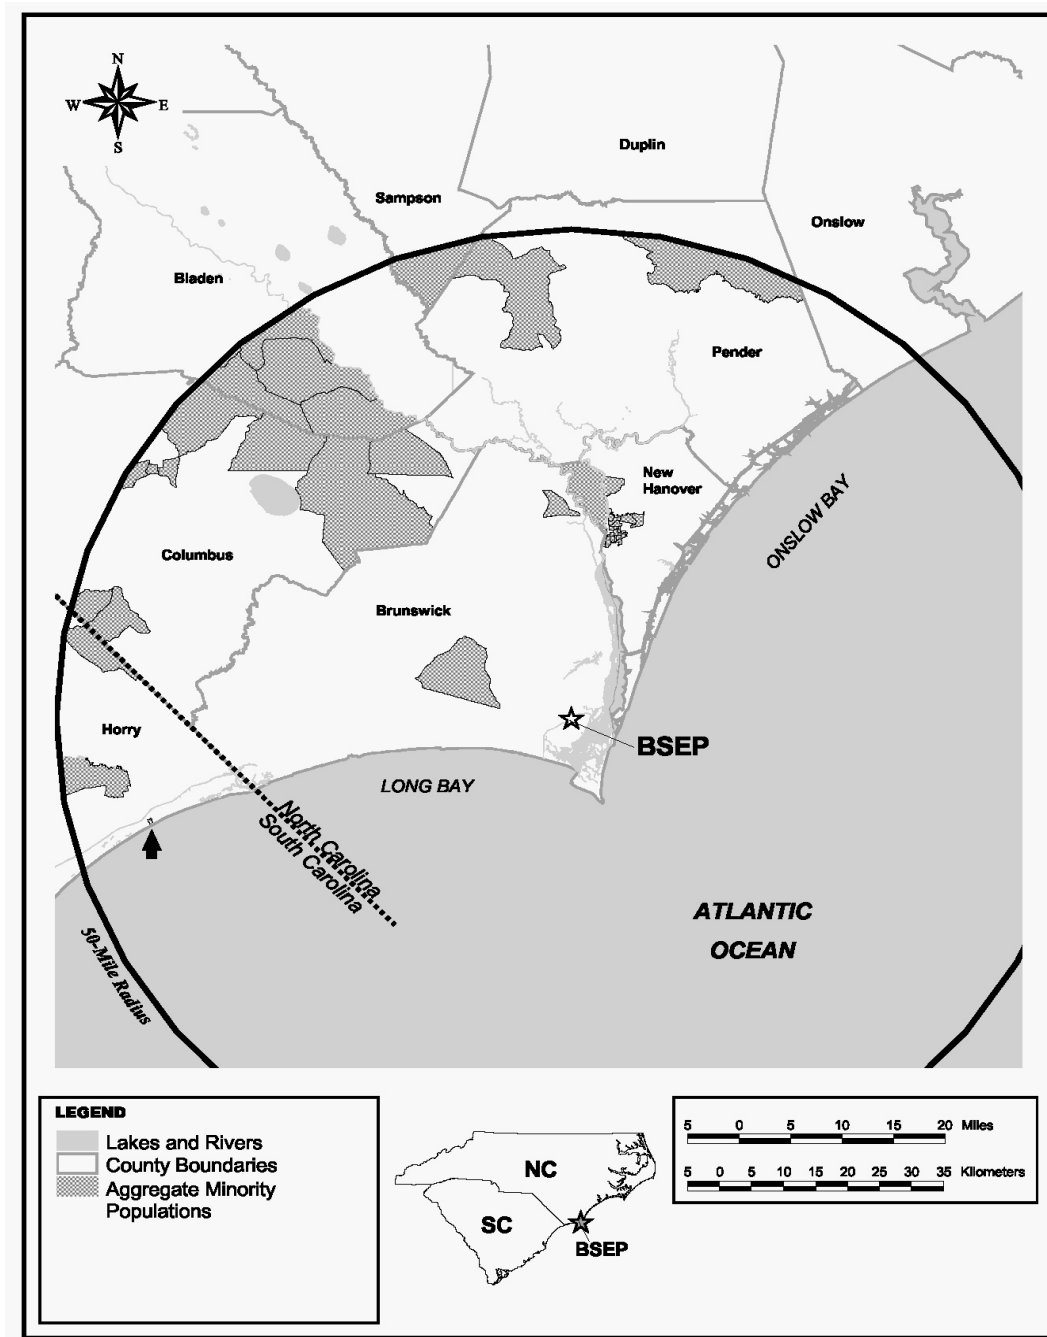 N
W E
S
Duplin
Sampson
Onslow
Bladen
Pender
New
Hanover
ONSLOW BAY
Columbus
Brunswick
Horry
BSEP
LONG BAY
North Carolina
South Carolina
ATLANTIC
OCEAN
50-Mile Radius
LEGEND
Lakes and Rivers
County Boundaries
Aggregate Minority
Populations
NC
SC
BSEP
5 0 5 10 15 20 Miles
5 0 5 10 15 20 25 30 35 Kilometers